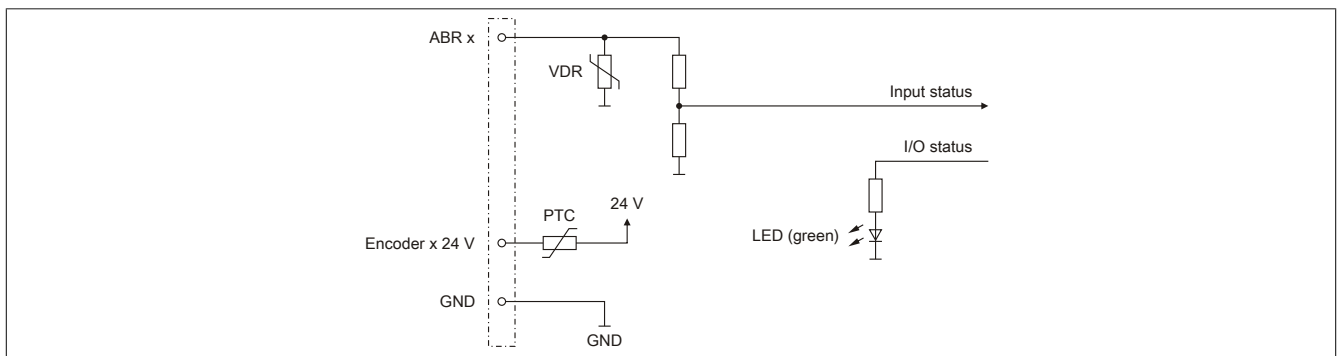 ABR x
VDR
Input status
I/O status
24 V
PTC
LED (green)
Encoder x 24 V
GND
GND